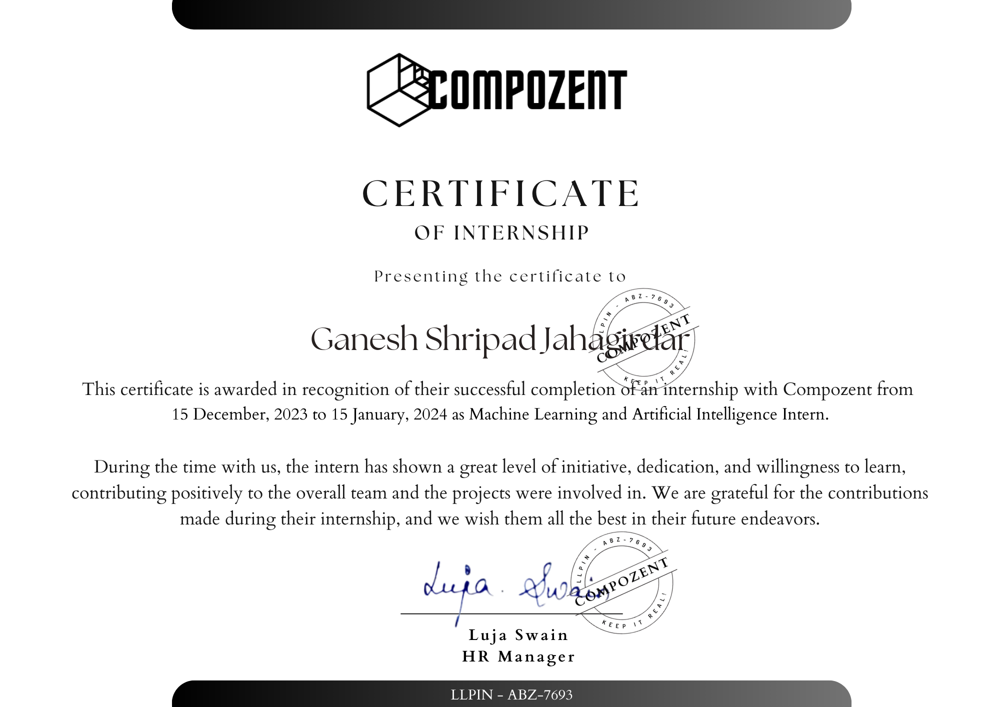 COMPOZENT
CERTIFICATE
OF INTERNSHIP
Presenting the certificate to
Ganesh Shripad Jahagirdar
LLPIN - ABZ-7693
COMPOZENT
KEEP IT REAL!
This certificate is awarded in recognition of their successful completion of an internship with Compozent from
15 December, 2023 to 15 January, 2024 as Machine Learning and Artificial Intelligence Intern.
During the time with us, the intern has shown a great level of initiative, dedication, and willingness to learn,
contributing positively to the overall team and the projects were involved in. We are grateful for the contributions
made during their internship, and we wish them all the best in their future endeavors.
Luja. Swain
LLPIN - ABZ-7693
COMPOZENT
KEEP IT REAL!
Luja Swain
HR Manager
LLPIN - ABZ-7693